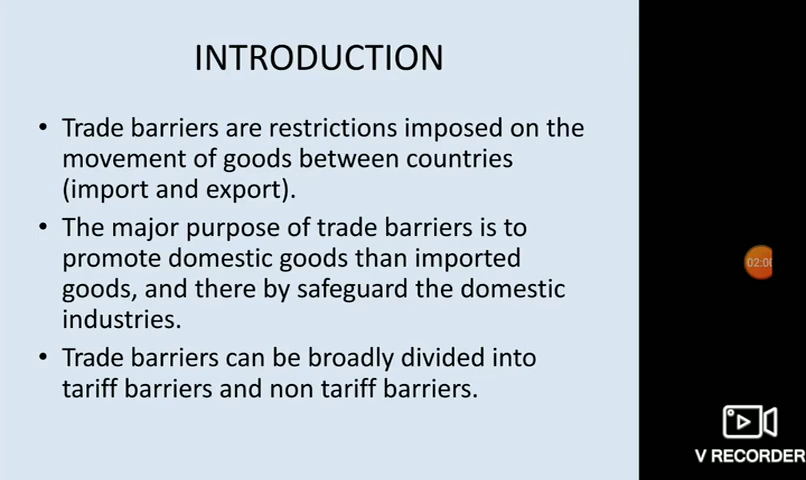 INTRODUCTION
• Trade barriers are restrictions imposed on the
movement of goods between countries
(import and export).
• The major purpose of trade barriers is to
promote domestic goods than imported
goods, and there by safeguard the domestic
industries.
• Trade barriers can be broadly divided into
tariff barriers and non tariff barriers.
02:00
V RECORDER